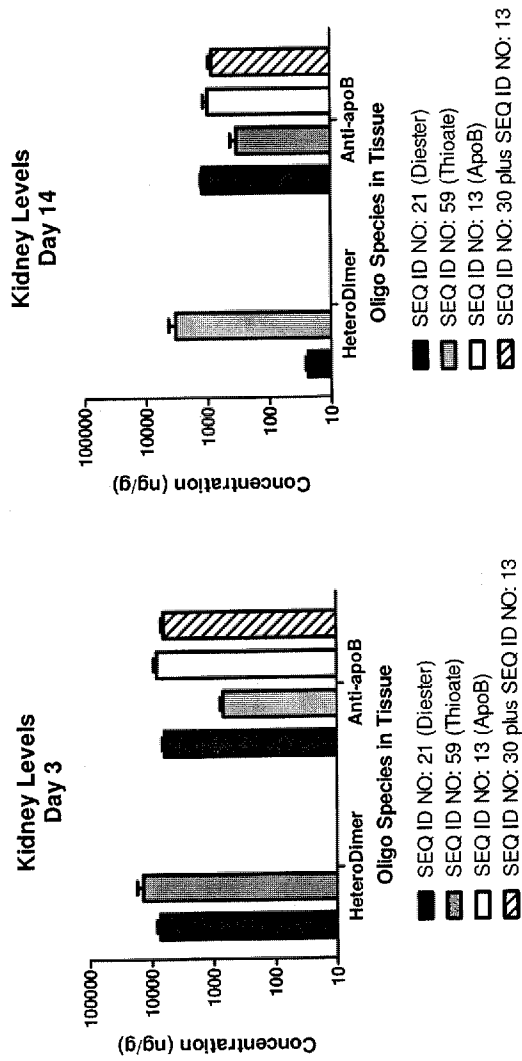 Kidney Levels
Day 3
Concentration (ng/g)
100000
10000
1000
100
10
HeteroDimer
Anti-apoB
Oligo Species in Tissue
SEQ ID NO: 21 (Diester)
SEQ ID NO: 59 (Thioate)
SEQ ID NO: 13 (ApoB)
SEQ ID NO: 30 plus SEQ ID NO: 13
Kidney Levels
Day 14
Concentration (ng/g)
100000
10000
1000
100
10
HeteroDimer
Anti-apoB
Oligo Species in Tissue
SEQ ID NO: 21 (Diester)
SEQ ID NO: 59 (Thioate)
SEQ ID NO: 13 (ApoB)
SEQ ID NO: 30 plus SEQ ID NO: 13